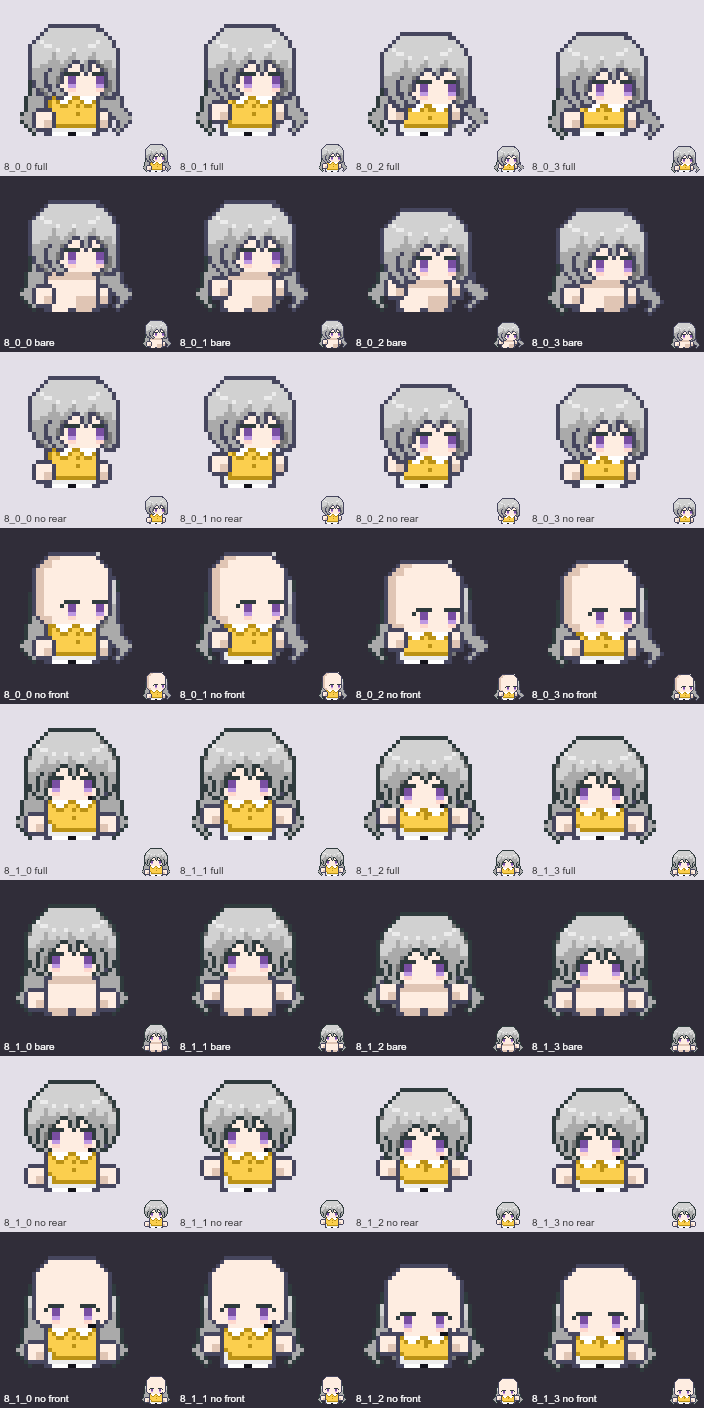 8_0_0 full 8_0_1 full 8_0_2 full 8_0_3 full
8_0_0 bare 8_0_1 bare 8_0_2 bare 8_0_3 bare
8_0_0 no rear 8_0_1 no rear 8_0_2 no rear 8_0_3 no rear
8_0_0 no front 8_0_1 no front 8_0_2 no front 8_0_3 no front
8_1_0 full 8_1_1 full 8_1_2 full 8_1_3 full
8_1_0 bare 8_1_1 bare 8_1_2 bare 8_1_3 bare
8_1_0 no rear 8_1_1 no rear 8_1_2 no rear 8_1_3 no rear
8_1_0 no front 8_1_1 no front 8_1_2 no front 8_1_3 no front